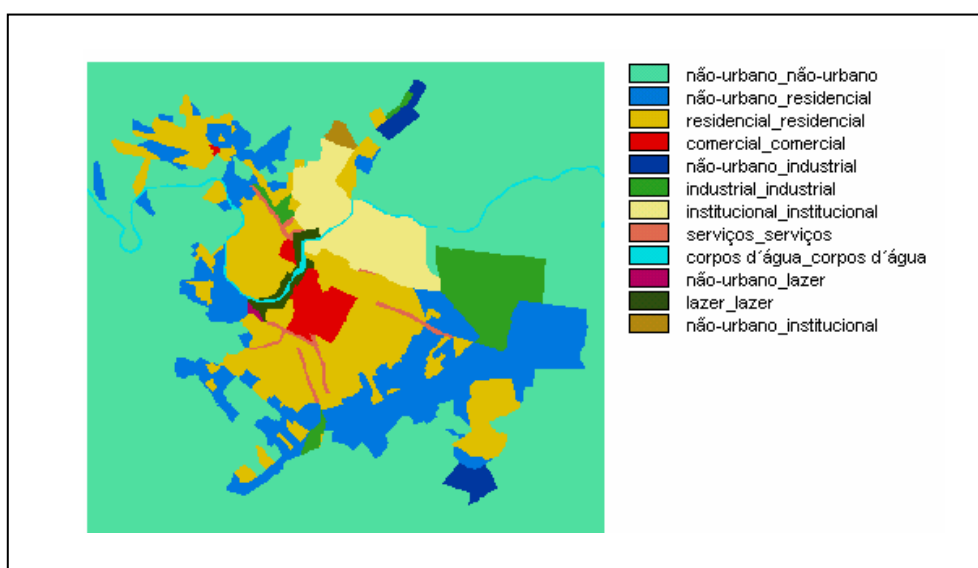 não-urbano_não-urbano
não-urbano_residencial
residencial_residencial
comercial_comercial
não-urbano_industrial
industrial_industrial
institucional_institucional
serviços_serviços
corpos d´água_corpos d´água
não-urbano_lazer
lazer_lazer
não-urbano_institucional